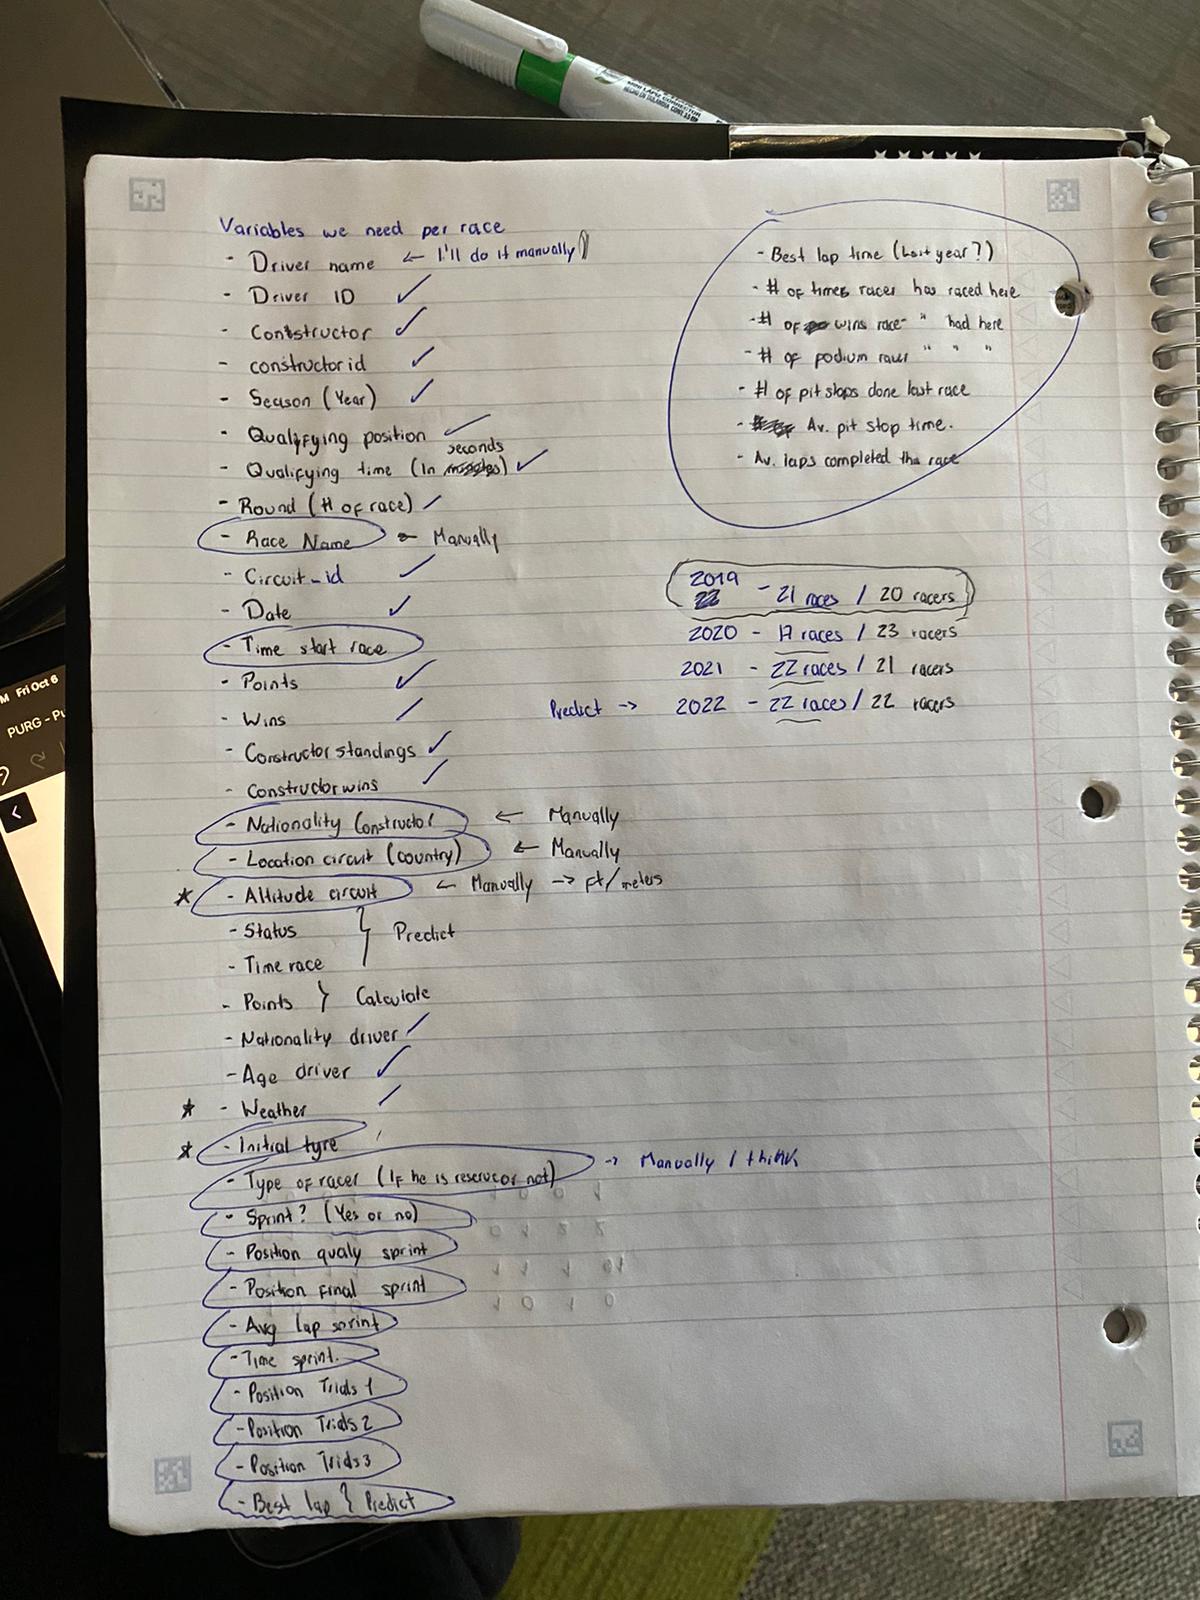 MINI LAPIZ CORRECTOR
HECHO EN
Variables we need per race
- Driver name ← I'll do it manually
- Driver ID ✓
- Constructor ✓
- constructor id ✓
- Season (Year) ✓
- Qualifying position ✓
seconds
- Qualifying time (In) ✓
- Round (# of race) ✓
- Race Name ← Manually
- Circuit_id ✓
- Date ✓
- Time start race
- Points ✓
- Wins ✓
- Constructor standings ✓
- Constructor wins ✓
- Nationality Constructor ← Manually
- Location circuit (country) ← Manually
* - Altitude circuit ← Manually → ft/meters
- Status } Predict
- Time race
- Points } Calculate
- Nationality driver ✓
- Age driver ✓
* - Weather ✓
* - Initial tyre
- Type of racer (If he is reserve or not) → Manually I think
- Sprint? (Yes or no)
- Position qualy sprint
- Position final sprint
- Avg lap sprint
- Time sprint.
- Position Trials 1
- Position Trials 2
- Position Trials 3
- Best lap } Predict
- Best lap time (Last year?)
- # of times racer has raced here
- # of wins racer " had here
- # of podium racer " " "
- # of pit stops done last race
- Av. pit stop time.
- Av. laps completed the race
2019 - 21 races / 20 racers
2020 - 17 races / 23 racers
2021 - 22 races / 21 racers
Predict → 2022 - 22 races / 22 racers
M Fri Oct 6
PURG - Pu